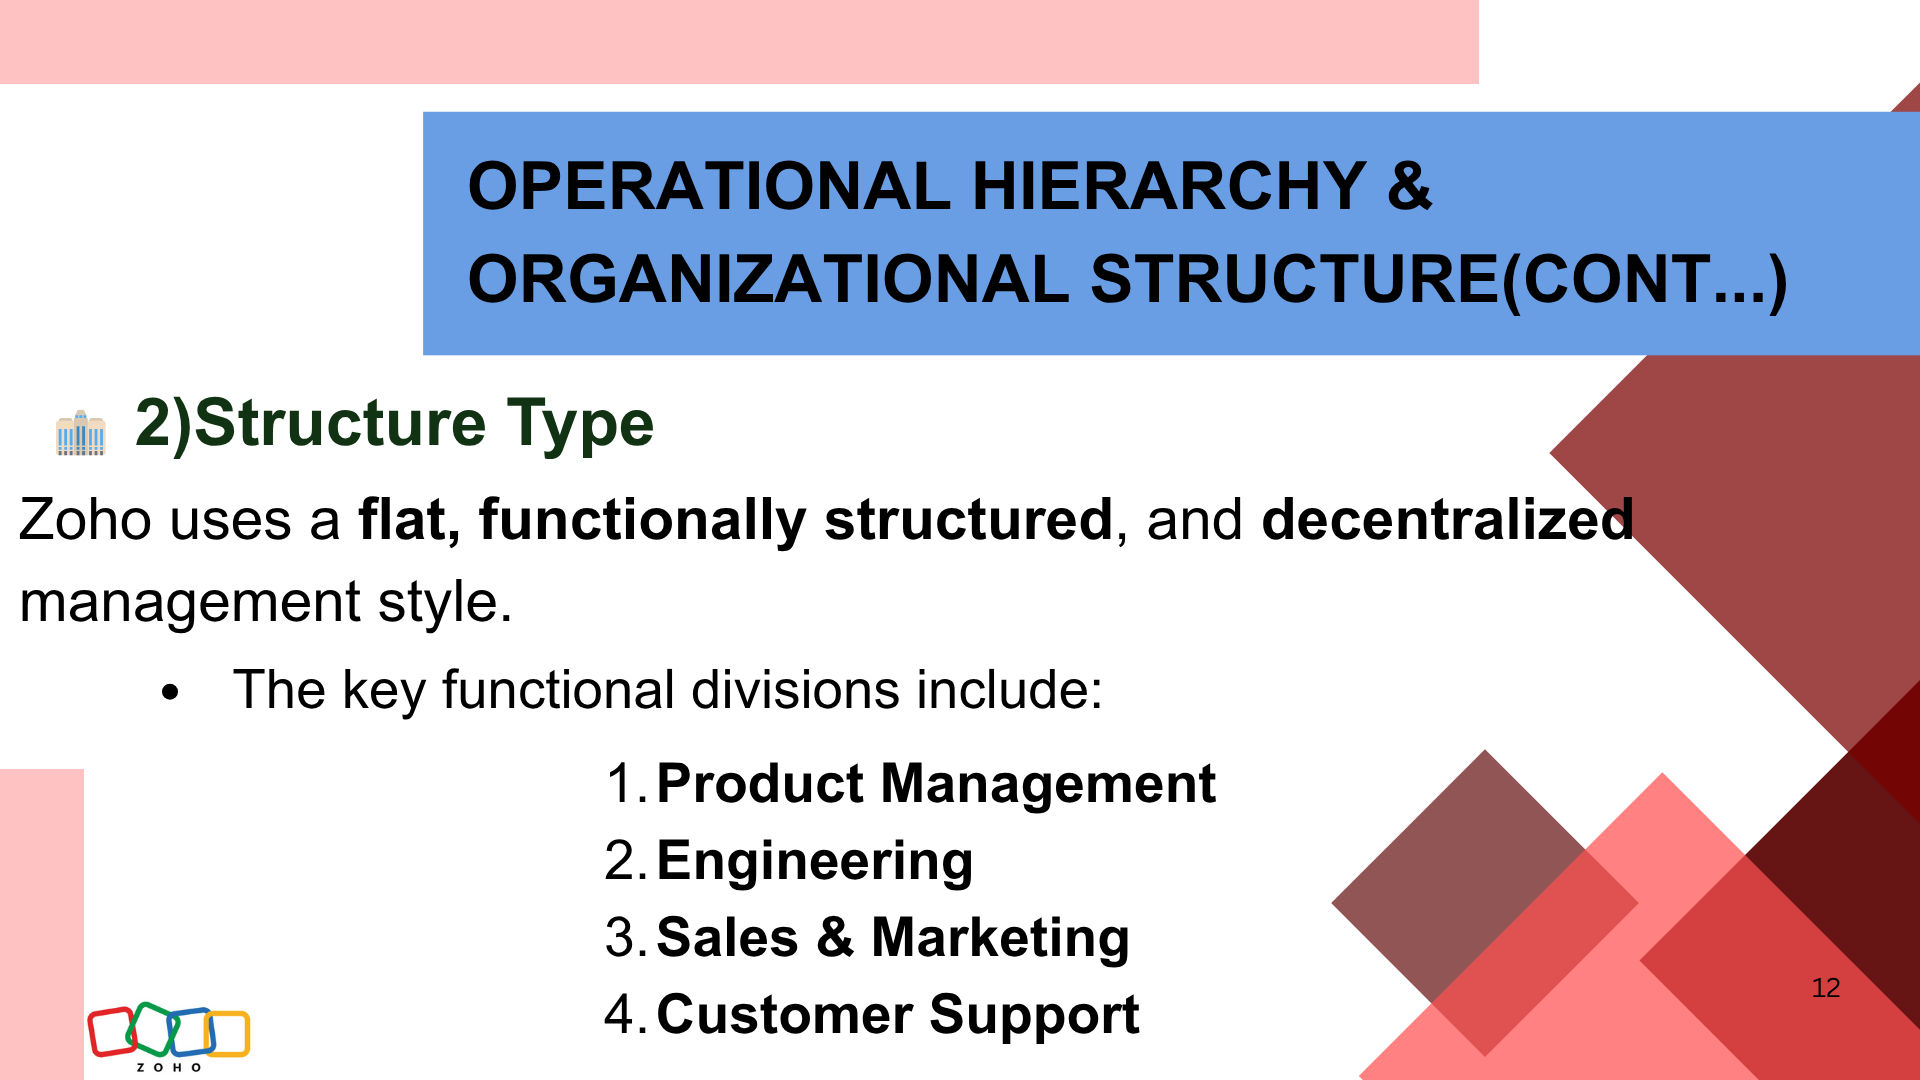 OPERATIONAL HIERARCHY &
ORGANIZATIONAL STRUCTURE(CONT...)
2)Structure Type
Zoho uses a flat, functionally structured, and decentralized
management style.
• The key functional divisions include:
1. Product Management
2. Engineering
3. Sales & Marketing
4. Customer Support
12
ZOHO